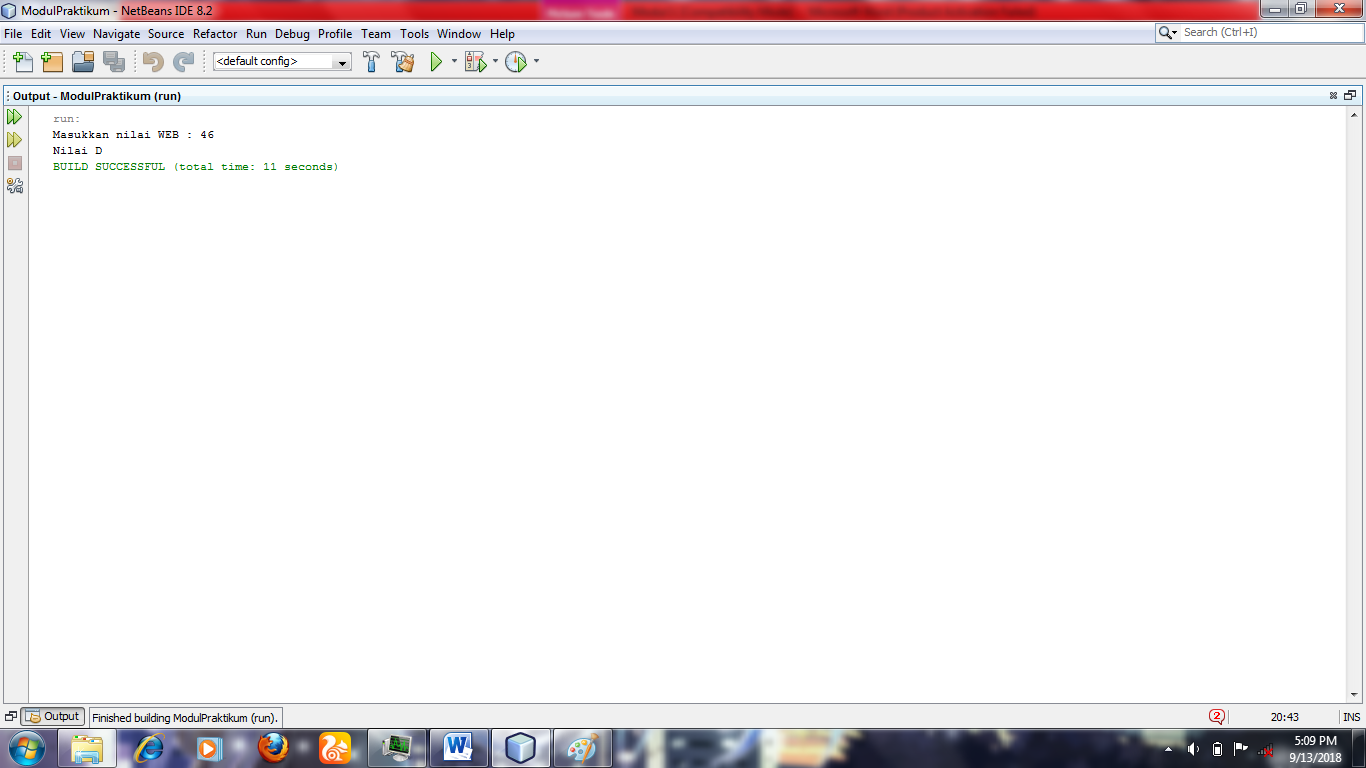 ModulPraktikum - NetBeans IDE 8.2
File Edit View Navigate Source Refactor Run Debug Profile Team Tools Window Help
Search (Ctrl+I)
<default config>
Output - ModulPraktikum (run)
run:
Masukkan nilai WEB : 46
Nilai D
BUILD SUCCESSFUL (total time: 11 seconds)
Output
Finished building ModulPraktikum (run).
2
20:43
INS
5:09 PM
9/13/2018